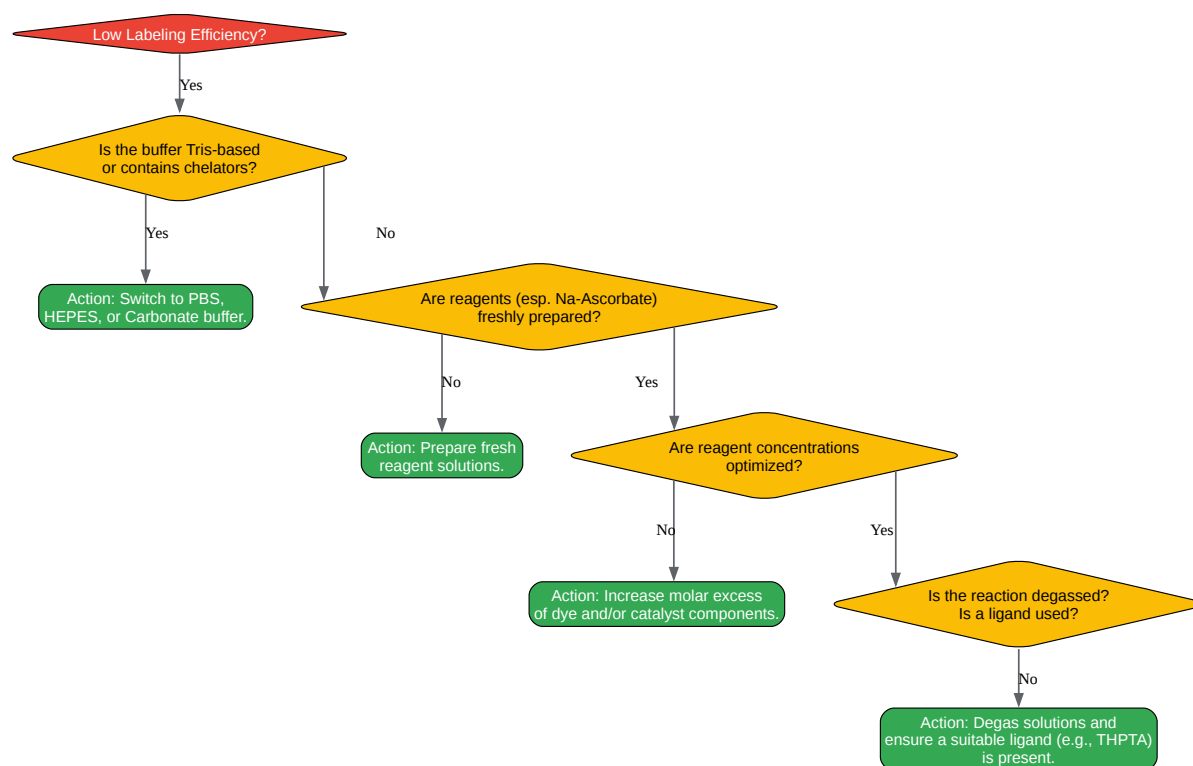 Low Labeling Efficiency?
Yes
Is the buffer Tris-based
or contains chelators?
Yes
No
Action: Switch to PBS,
HEPES, or Carbonate buffer.
Are reagents (esp. Na-Ascorbate)
freshly prepared?
No
Yes
Action: Prepare fresh
reagent solutions.
Are reagent concentrations
optimized?
No
Yes
Action: Increase molar excess
of dye and/or catalyst components.
Is the reaction degassed?
Is a ligand used?
No
Action: Degas solutions and
ensure a suitable ligand (e.g., THPTA)
is present.